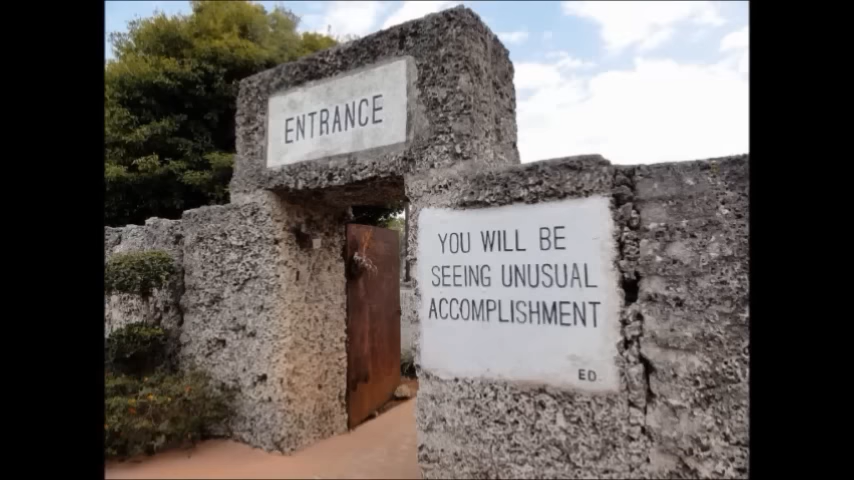 ENTRANCE
YOU WILL BE
SEEING UNUSUAL
ACCOMPLISHMENT
ED